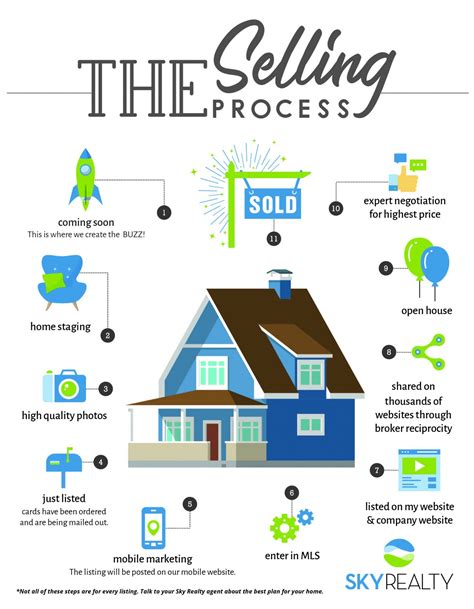 THE Selling
PROCESS
1
coming soon
This is where we create the BUZZ!
2
home staging
3
high quality photos
4
just listed
cards have been ordered
and are being mailed out.
5
mobile marketing
The listing will be posted on our mobile website.
6
enter in MLS
7
listed on my website
& company website
8
shared on
thousands of
websites through
broker reciprocity
9
open house
10
expert negotiation
for highest price
SOLD
11
SKYREALTY
*Not all of these steps are for every listing. Talk to your Sky Realty agent about the best plan for your home.